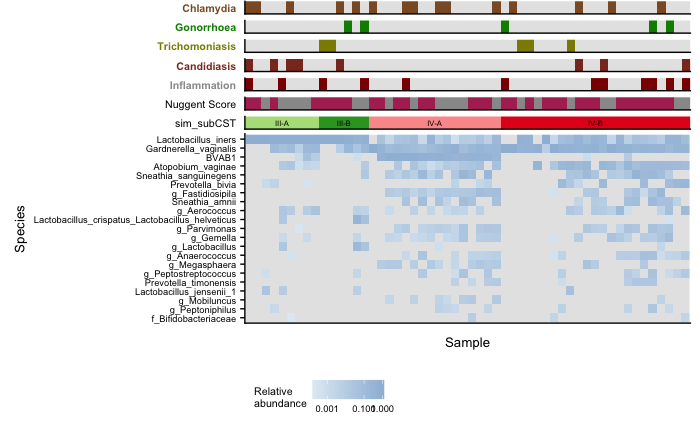 Chlamydia
Gonorrhoea
Trichomoniasis
Candidiasis
Inflammation
Nuggent Score
sim_subCST
III-A III-B IV-A IV-B
Lactobacillus_iners
Gardnerella_vaginalis
BVAB1
Atopobium_vaginae
Sneathia_sanguinegens
Prevotella_bivia
g_Fastidiosipila
Sneathia_amnii
g_Aerococcus
Lactobacillus_crispatus_Lactobacillus_helveticus
g_Parvimonas
g_Gemella
g_Lactobacillus
g_Anaerococcus
g_Megasphaera
g_Peptostreptococcus
Prevotella_timonensis
Lactobacillus_jensenii_1
g_Mobiluncus
g_Peptoniphilus
f_Bifidobacteriaceae
Species
Sample
Relative
abundance
0.001 0.100 1.000